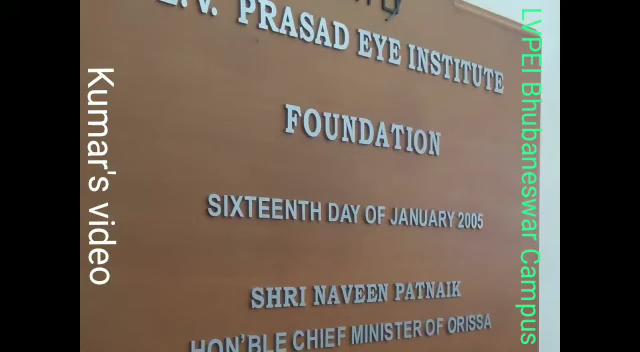 L.V. PRASAD EYE INSTITUTE
FOUNDATION
SIXTEENTH DAY OF JANUARY 2005
SHRI NAVEEN PATNAIK
HON'BLE CHIEF MINISTER OF ORISSA
Kumar's video
LVPEI Bhubaneswar Campus